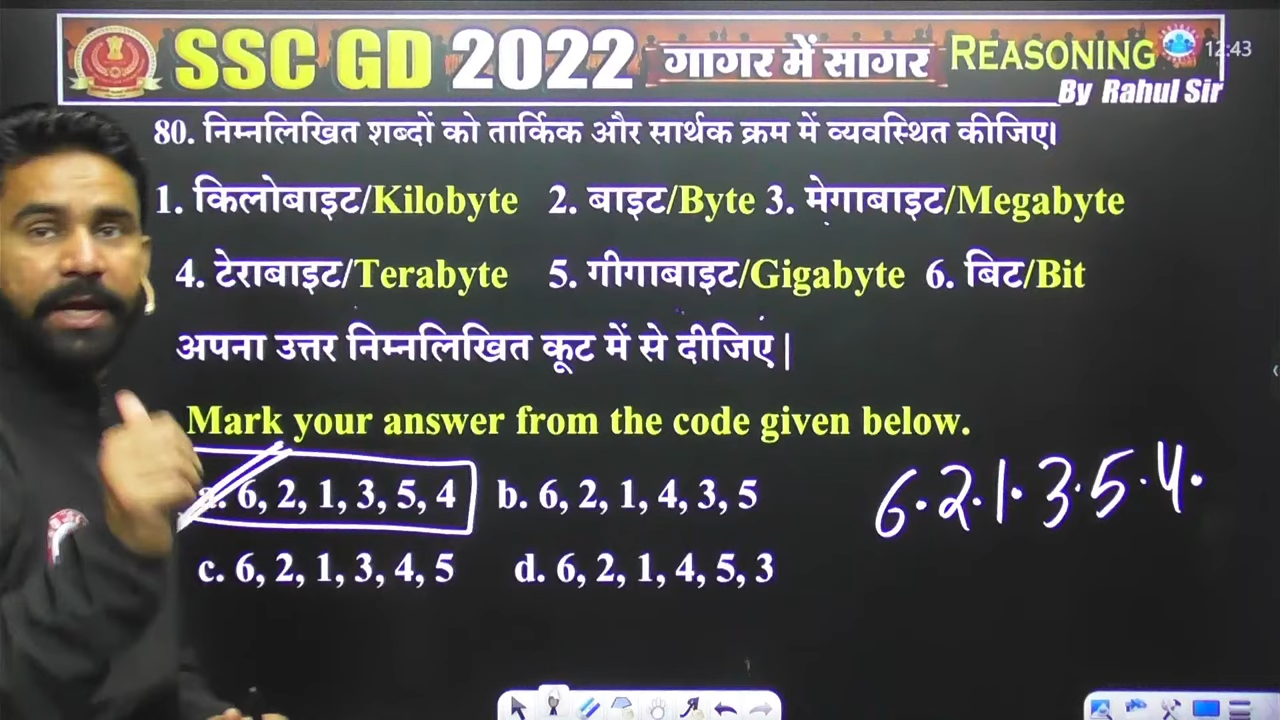 SSC GD 2022 गागर में सागर REASONING 12:43
By Rahul Sir
80. निम्नलिखित शब्दों को तार्किक और सार्थक क्रम में व्यवस्थित कीजिए।
1. किलोबाइट/Kilobyte 2. बाइट/Byte 3. मेगाबाइट/Megabyte
4. टेराबाइट/Terabyte 5. गीगाबाइट/Gigabyte 6. बिट/Bit
अपना उत्तर निम्नलिखित कूट में से दीजिए |
Mark your answer from the code given below.
a. 6, 2, 1, 3, 5, 4 b. 6, 2, 1, 4, 3, 5
6.2.1.3.5.4.
c. 6, 2, 1, 3, 4, 5 d. 6, 2, 1, 4, 5, 3